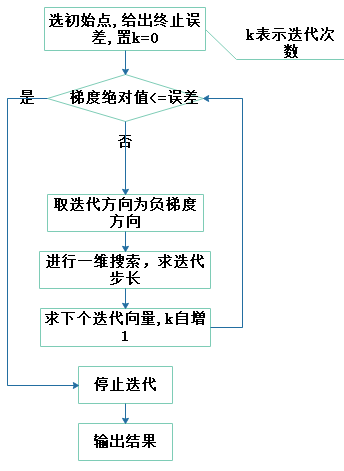 选初始点,给出终止误
差,置k=0
k表示迭代次
数
是
梯度绝对值<=误差
否
取迭代方向为负梯度
方向
进行一维搜索，求迭代
步长
求下个迭代向量,k自增
1
停止迭代
输出结果